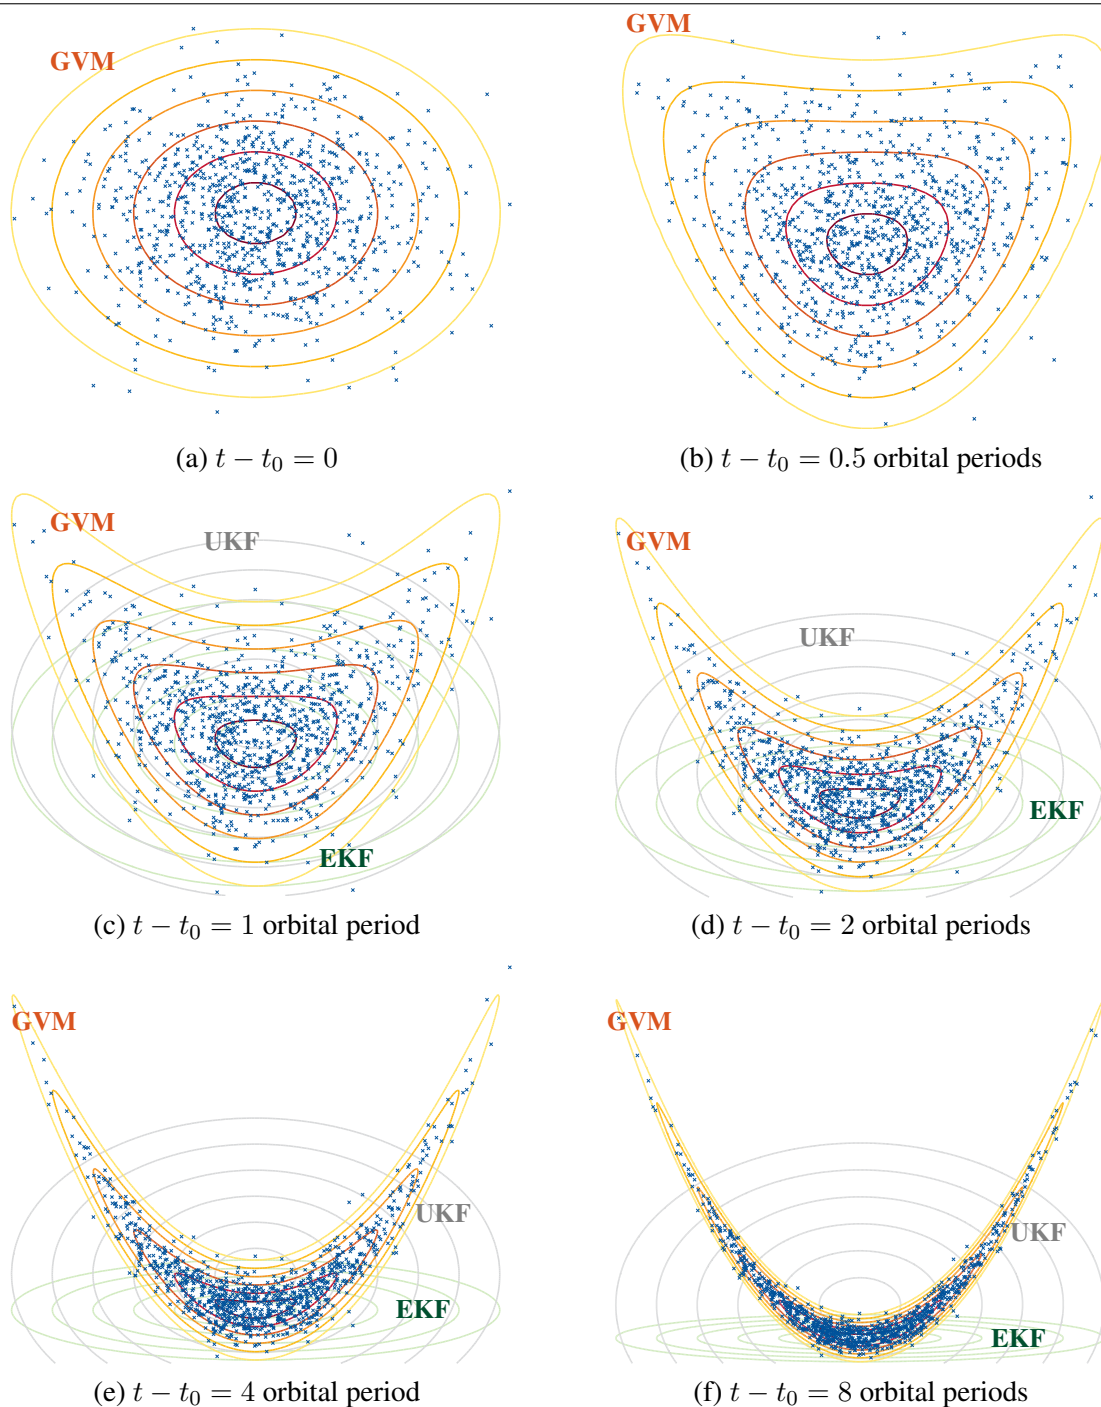 GVM
GVM
(a) t − t₀ = 0
(b) t − t₀ = 0.5 orbital periods
GVM
UKF
EKF
GVM
UKF
EKF
(c) t − t₀ = 1 orbital period
(d) t − t₀ = 2 orbital periods
GVM
UKF
EKF
GVM
UKF
EKF
(e) t − t₀ = 4 orbital period
(f) t − t₀ = 8 orbital periods